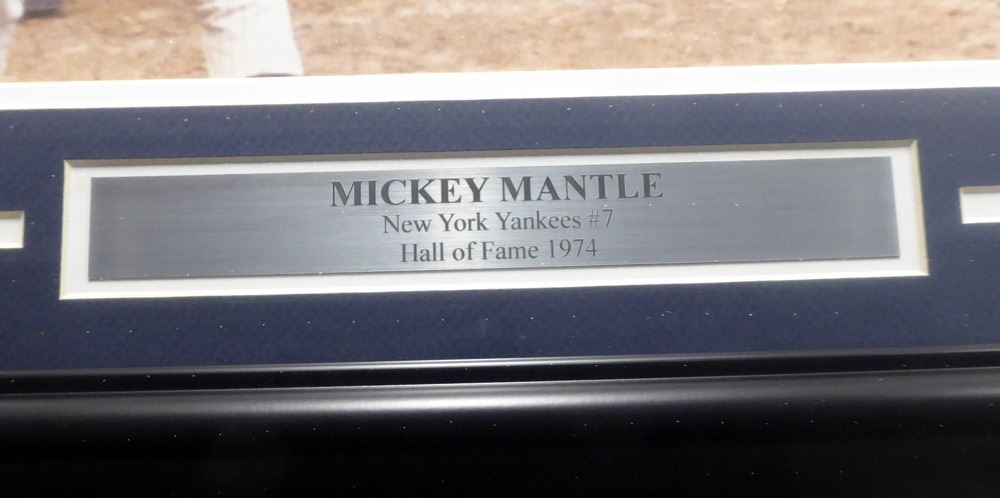 MICKEY MANTLE
New York Yankees #7
Hall of Fame 1974